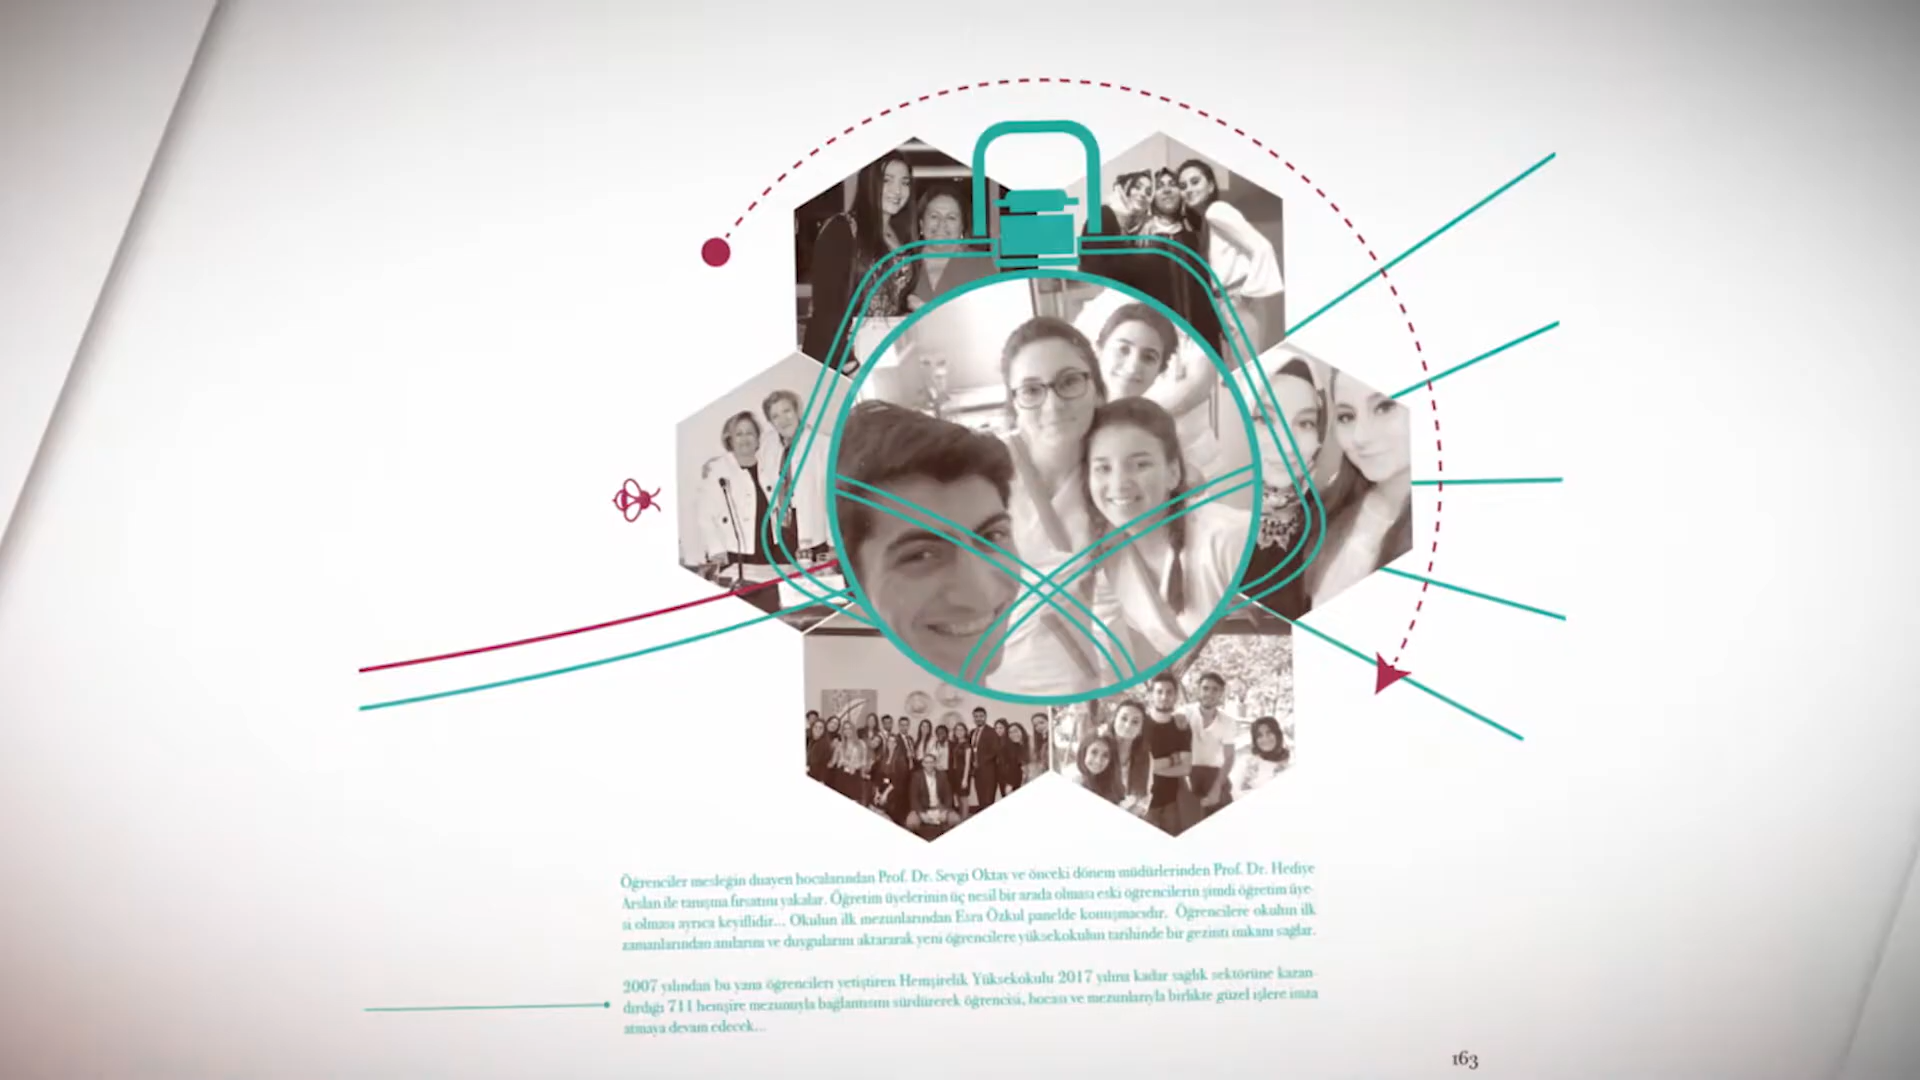 Öğrenciler mesleğin duayen hocalarından Prof. Dr. Sevgi Oktay ve önceki dönem müdürlerinden Prof. Dr. Hediye
Arslan ile tanışma fırsatını yakalar. Öğretim üyelerinin üç nesil bir arada olması eski öğrencilerin şimdi öğretim üye-
si olması ayrıca keyiflidir... Okulun ilk mezunlarından Esra Özkul panelde konuşmacıdır. Öğrencilere okulun ilk
zamanlarından anılarını ve duygularını aktararak yeni öğrencilere yüksekokulun tarihinde bir gezinti imkanı sağlar.
2007 yılından bu yana öğrencileri yetiştiren Hemşirelik Yüksekokulu 2017 yılına kadar sağlık sektörüne kazan-
dırdığı 711 hemşire mezunuyla bağlantısını sürdürerek öğrencisi, hocası ve mezunlarıyla birlikte güzel işlere imza
atmaya devam edecek...
163